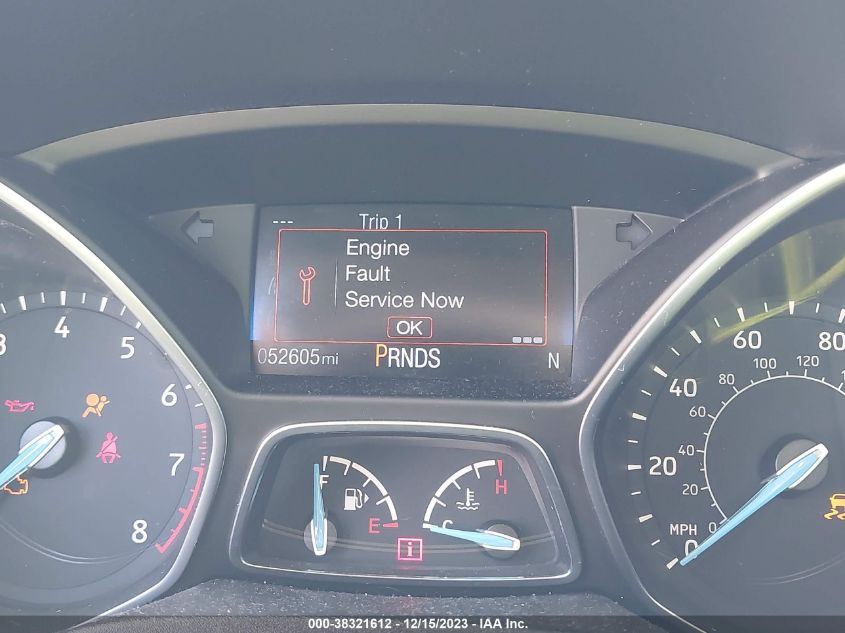 --- Trip 1
Engine
Fault
Service Now
OK
052605mi PRNDS N
3 4 5 6 7 8
F E
C H
i
MPH 0 20 40 60 80
0 20 40 60 80 100 120
000-38321612 - 12/15/2023 - IAA Inc.